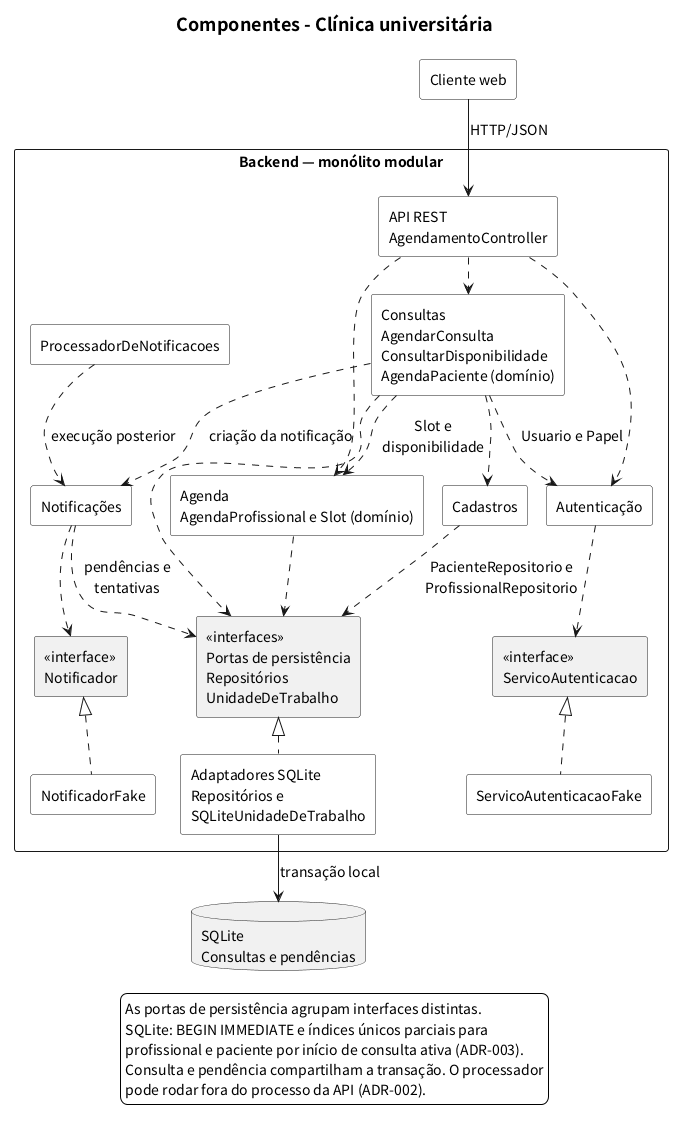 Componentes - Clínica universitária
Cliente web
HTTP/JSON
Backend — monólito modular
API REST
AgendamentoController
Consultas
AgendarConsulta
ConsultarDisponibilidade
AgendaPaciente (domínio)
ProcessadorDeNotificacoes
execução posterior
criação da notificação
Slot e
disponibilidade
Usuario e Papel
Notificações
Agenda
AgendaProfissional e Slot (domínio)
Cadastros
Autenticação
pendências e
tentativas
PacienteRepositorio e
ProfissionalRepositorio
«interface»
Notificador
«interfaces»
Portas de persistência
Repositórios
UnidadeDeTrabalho
«interface»
ServicoAutenticacao
NotificadorFake
Adaptadores SQLite
Repositórios e
SQLiteUnidadeDeTrabalho
ServicoAutenticacaoFake
transação local
SQLite
Consultas e pendências
As portas de persistência agrupam interfaces distintas.
SQLite: BEGIN IMMEDIATE e índices únicos parciais para
profissional e paciente por início de consulta ativa (ADR-003).
Consulta e pendência compartilham a transação. O processador
pode rodar fora do processo da API (ADR-002).